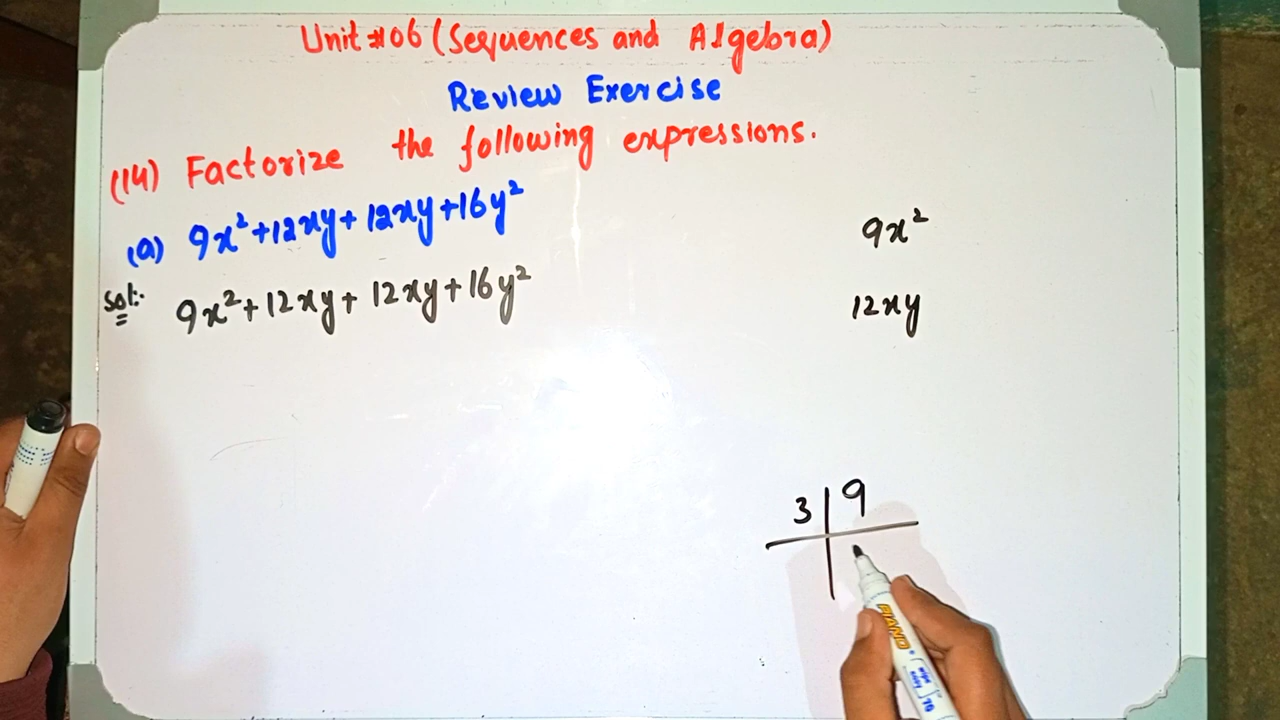 Unit #06 (Sequences and Algebra)
Review Exercise
(14) Factorize the following expressions.
(a) 9x²+12xy+12xy+16y²
Sol:- 9x²+12xy+12xy+16y²
9x²
12xy
3 | 9
PIANO